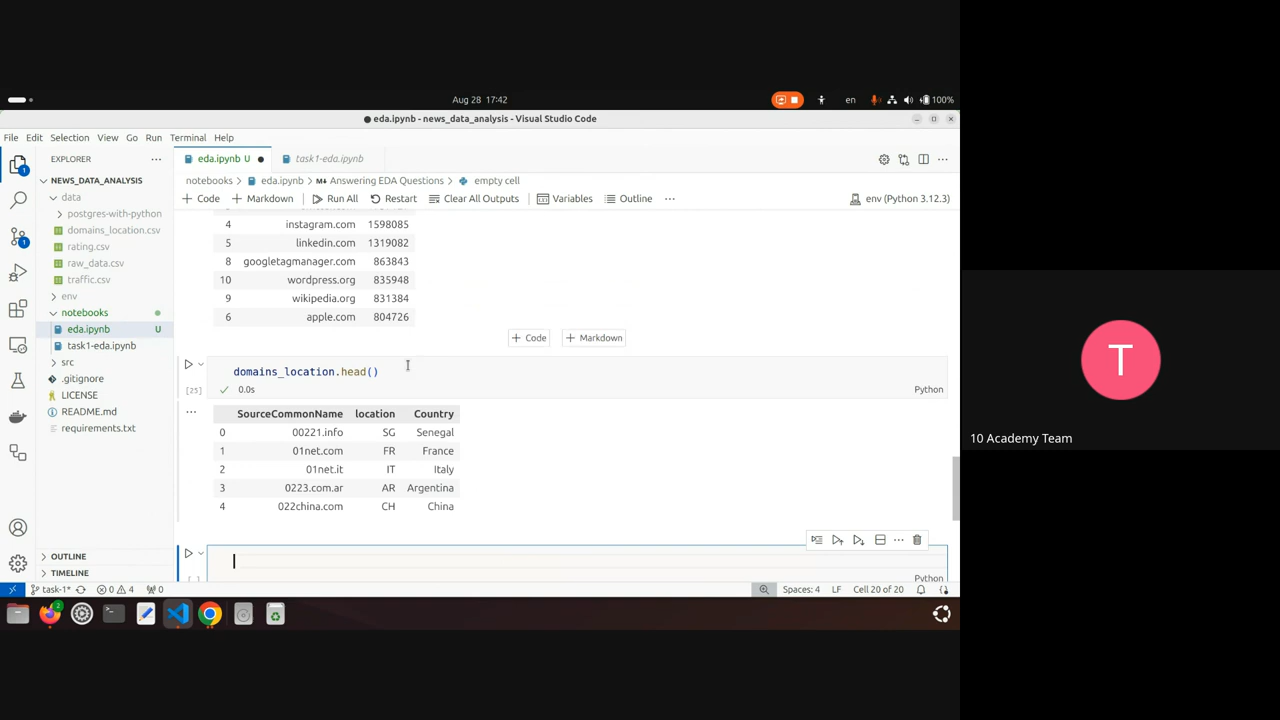 Aug 28 17:42
en
100%
eda.ipynb - news_data_analysis - Visual Studio Code
File Edit Selection View Go Run Terminal Help
EXPLORER
eda.ipynb U
task1-eda.ipynb
NEWS_DATA_ANALYSIS
data
postgres-with-python
domains_location.csv
rating.csv
raw_data.csv
traffic.csv
env
notebooks
eda.ipynb U
task1-eda.ipynb
src
.gitignore
LICENSE
README.md
requirements.txt
OUTLINE
TIMELINE
notebooks > eda.ipynb > Answering EDA Questions > empty cell
Code Markdown Run All Restart Clear All Outputs Variables Outline
env (Python 3.12.3)
4 instagram.com 1598085
5 linkedin.com 1319082
8 googletagmanager.com 863843
10 wordpress.org 835948
9 wikipedia.org 831384
6 apple.com 804726
+ Code + Markdown
domains_location.head()
[25] 0.0s Python
SourceCommonName location Country
0 00221.info SG Senegal
1 01net.com FR France
2 01net.it IT Italy
3 0223.com.ar AR Argentina
4 022china.com CH China
[ ] Python
task-1* 0 4 0 Spaces: 4 LF Cell 20 of 20
T
10 Academy Team